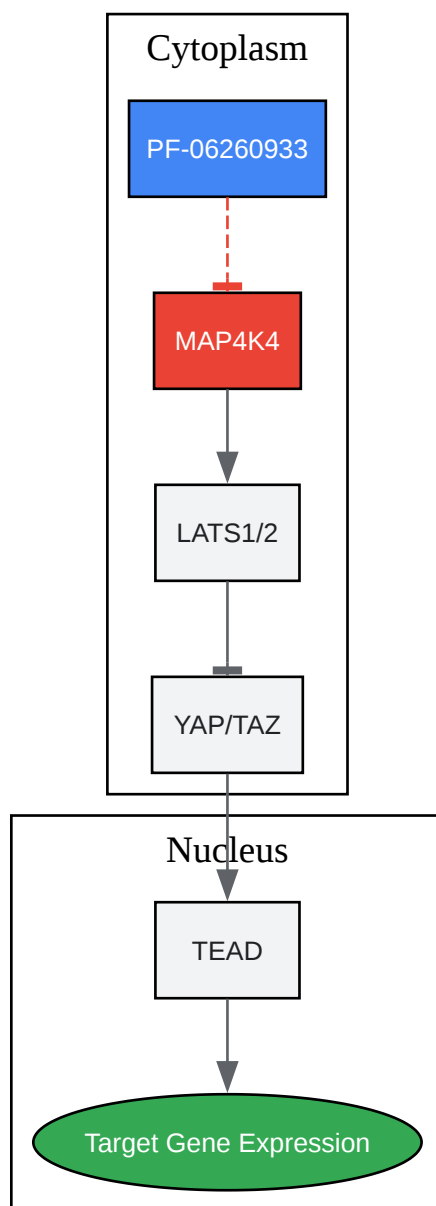 Cytoplasm
PF-06260933
MAP4K4
LATS1/2
YAP/TAZ
Nucleus
TEAD
Target Gene Expression